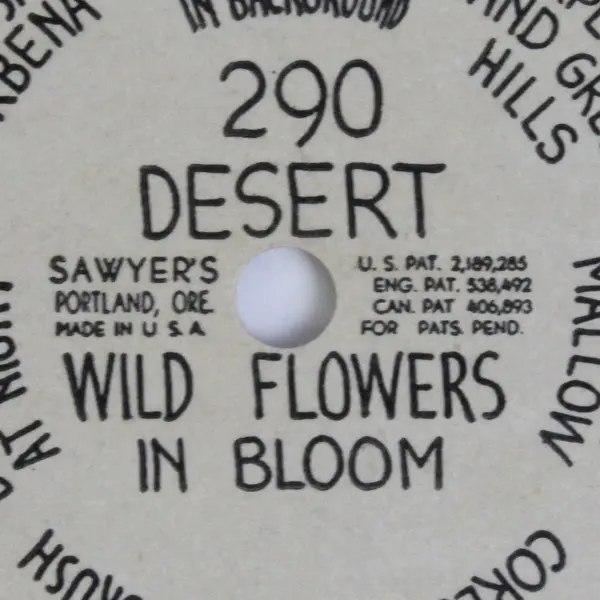 IN BACKGROUND
HILLS
290
DESERT
SAWYER'S
PORTLAND, ORE.
MADE IN U S. A.
U. S. PAT. 2,189,285
ENG. PAT. 538,492
CAN. PAT 406,893
FOR. PATS. PEND.
WILD FLOWERS
IN BLOOM
MALLOW
AT NIGHT